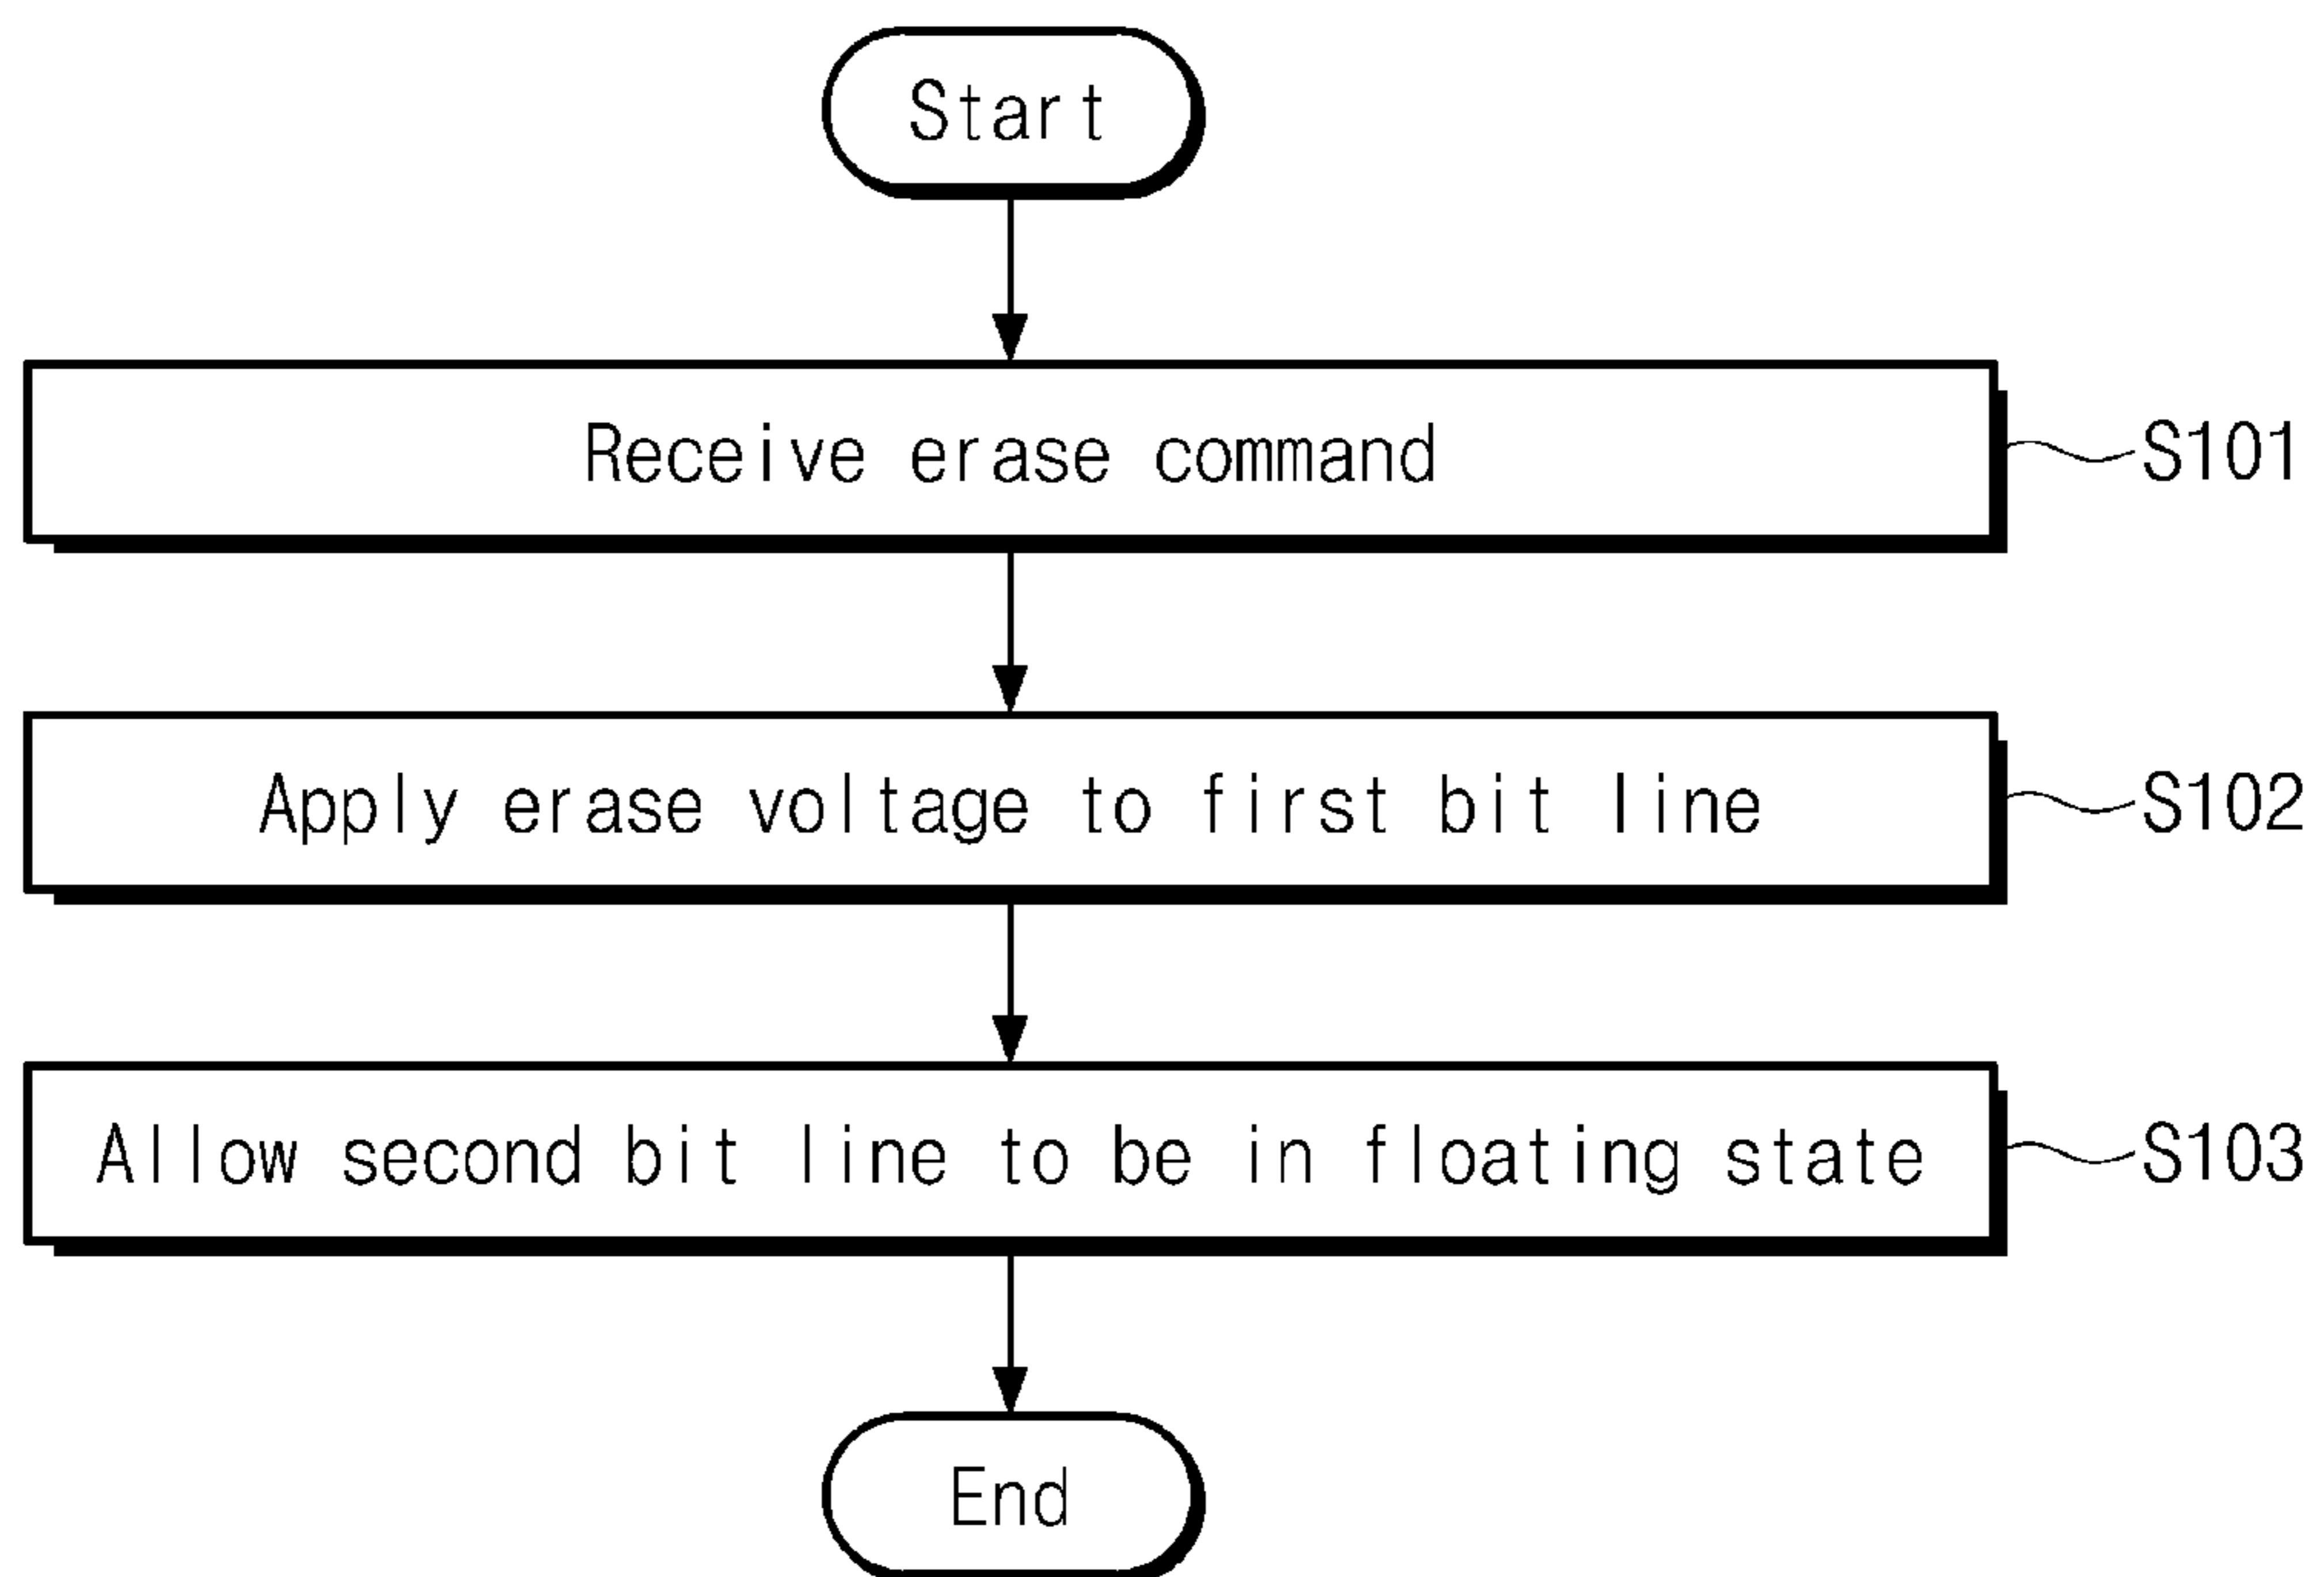 Start
Receive erase command
S101
Apply erase voltage to first bit line
S102
Allow second bit line to be in floating state
S103
End